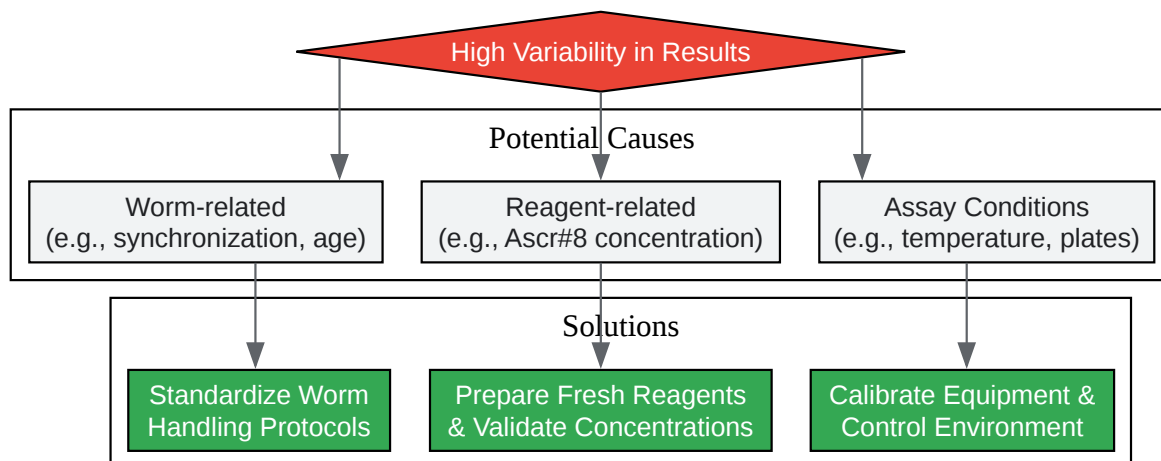 High Variability in Results
Potential Causes
Worm-related
(e.g., synchronization, age)
Reagent-related
(e.g., Ascr#8 concentration)
Assay Conditions
(e.g., temperature, plates)
Solutions
Standardize Worm
Handling Protocols
Prepare Fresh Reagents
& Validate Concentrations
Calibrate Equipment &
Control Environment